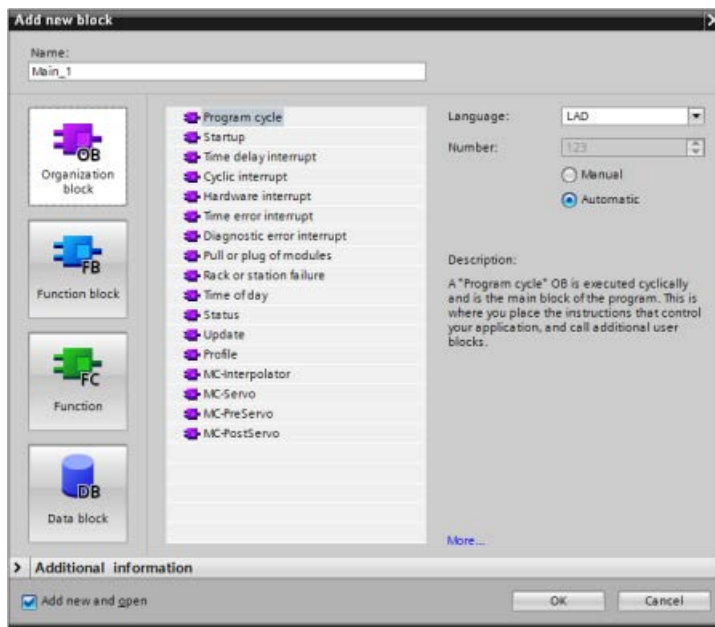 Add new block
X
Name:
Main_1
OB
Organization
block
FB
Function block
FC
Function
DB
Data block
Program cycle
Startup
Time delay interrupt
Cyclic interrupt
Hardware interrupt
Time error interrupt
Diagnostic error interrupt
Pull or plug of modules
Rack or station failure
Time of day
Status
Update
Profile
MC-Interpolator
MC-Servo
MC-PreServo
MC-PostServo
Language:
LAD
Number:
123
Manual
Automatic
Description:
A "Program cycle" OB is executed cyclically
and is the main block of the program. This is
where you place the instructions that control
your application, and call additional user
blocks.
More...
> Additional information
Add new and open
OK
Cancel